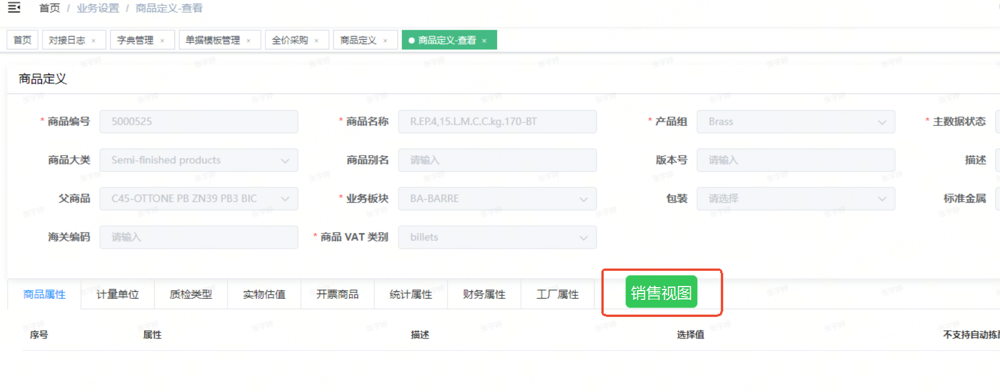 首页 / 业务设置 / 商品定义-查看
首页 对接日志 × 字典管理 × 单据模板管理 × 全价采购 × 商品定义 × 商品定义-查看 ×
商品定义
* 商品编号 5000525 * 商品名称 R.EP.4,15.L.M.C.C.kg.170-BT * 产品组 Brass * 主数据状态
商品大类 Semi-finished products 商品别名 请输入 版本号 请输入 描述
父商品 C45-OTTONE PB ZN39 PB3 BIC * 业务板块 BA-BARRE 包装 请选择 标准金属
海关编码 请输入 * 商品 VAT 类别 billets
商品属性 计量单位 质检类型 实物估值 开票商品 统计属性 财务属性 工厂属性 销售视图
序号 属性 描述 选择值 不支持自动拣